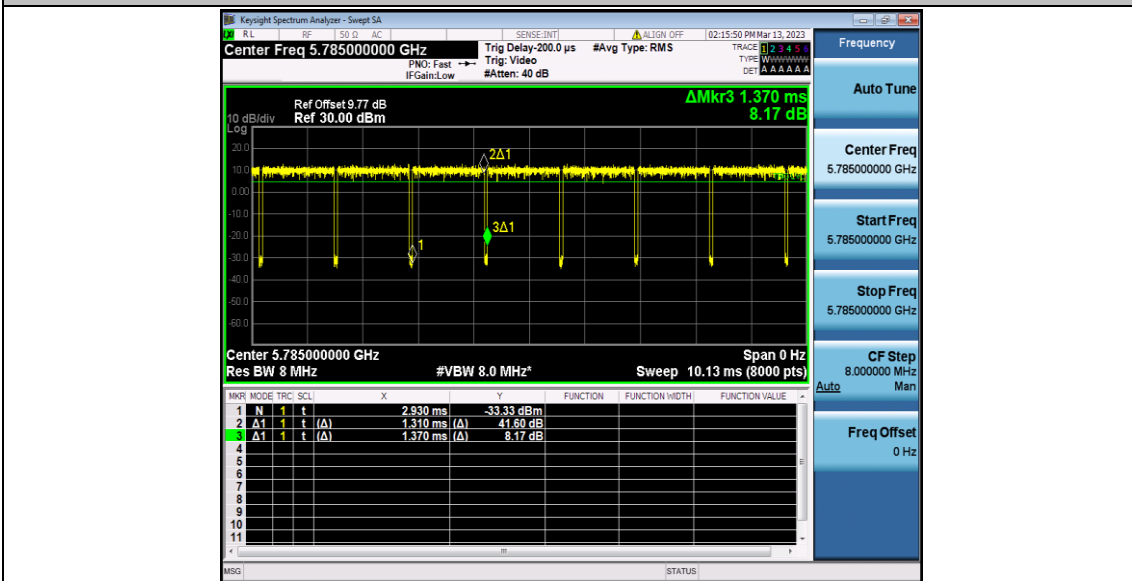 Keysight Spectrum Analyzer - Swept SA
LXI RL RF 50 Ω AC SENSE:INT ALIGN OFF 02:15:50 PM Mar 13, 2023
Center Freq 5.785000000 GHz Trig Delay-200.0 µs #Avg Type: RMS TRACE 1 2 3 4 5 6
PNO: Fast Trig: Video TYPE WWWWWW
IFGain:Low #Atten: 40 dB DET A A A A A A
Frequency
Auto Tune
Center Freq
5.785000000 GHz
Start Freq
5.785000000 GHz
Stop Freq
5.785000000 GHz
CF Step
8.000000 MHz
Auto Man
Freq Offset
0 Hz
ΔMkr3 1.370 ms
8.17 dB
Ref Offset 9.77 dB
10 dB/div Ref 30.00 dBm
Log
20.0
10.0
0.00
-10.0
-20.0
-30.0
-40.0
-50.0
-60.0
2Δ1
3Δ1
1
Center 5.785000000 GHz Span 0 Hz
Res BW 8 MHz #VBW 8.0 MHz* Sweep 10.13 ms (8000 pts)
MKR MODE TRC SCL X Y FUNCTION FUNCTION WIDTH FUNCTION VALUE
1 N 1 t 2.930 ms -33.33 dBm
2 Δ1 1 t (Δ) 1.310 ms (Δ) 41.60 dB
3 Δ1 1 t (Δ) 1.370 ms (Δ) 8.17 dB
4
5
6
7
8
9
10
11
MSG STATUS